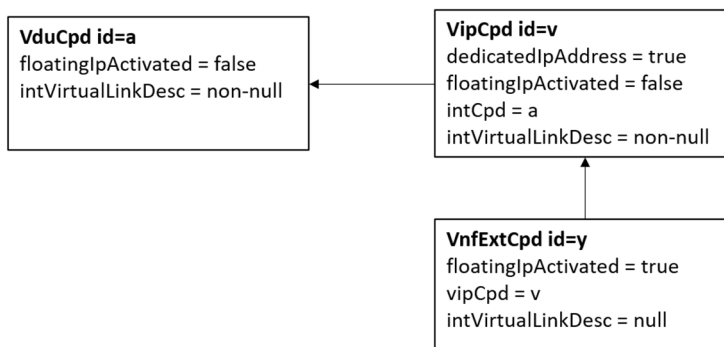 VduCpd id=a
floatingIpActivated = false
intVirtualLinkDesc = non-null
VipCpd id=v
dedicatedIpAddress = true
floatingIpActivated = false
intCpd = a
intVirtualLinkDesc = non-null
VnfExtCpd id=y
floatingIpActivated = true
vipCpd = v
intVirtualLinkDesc = null